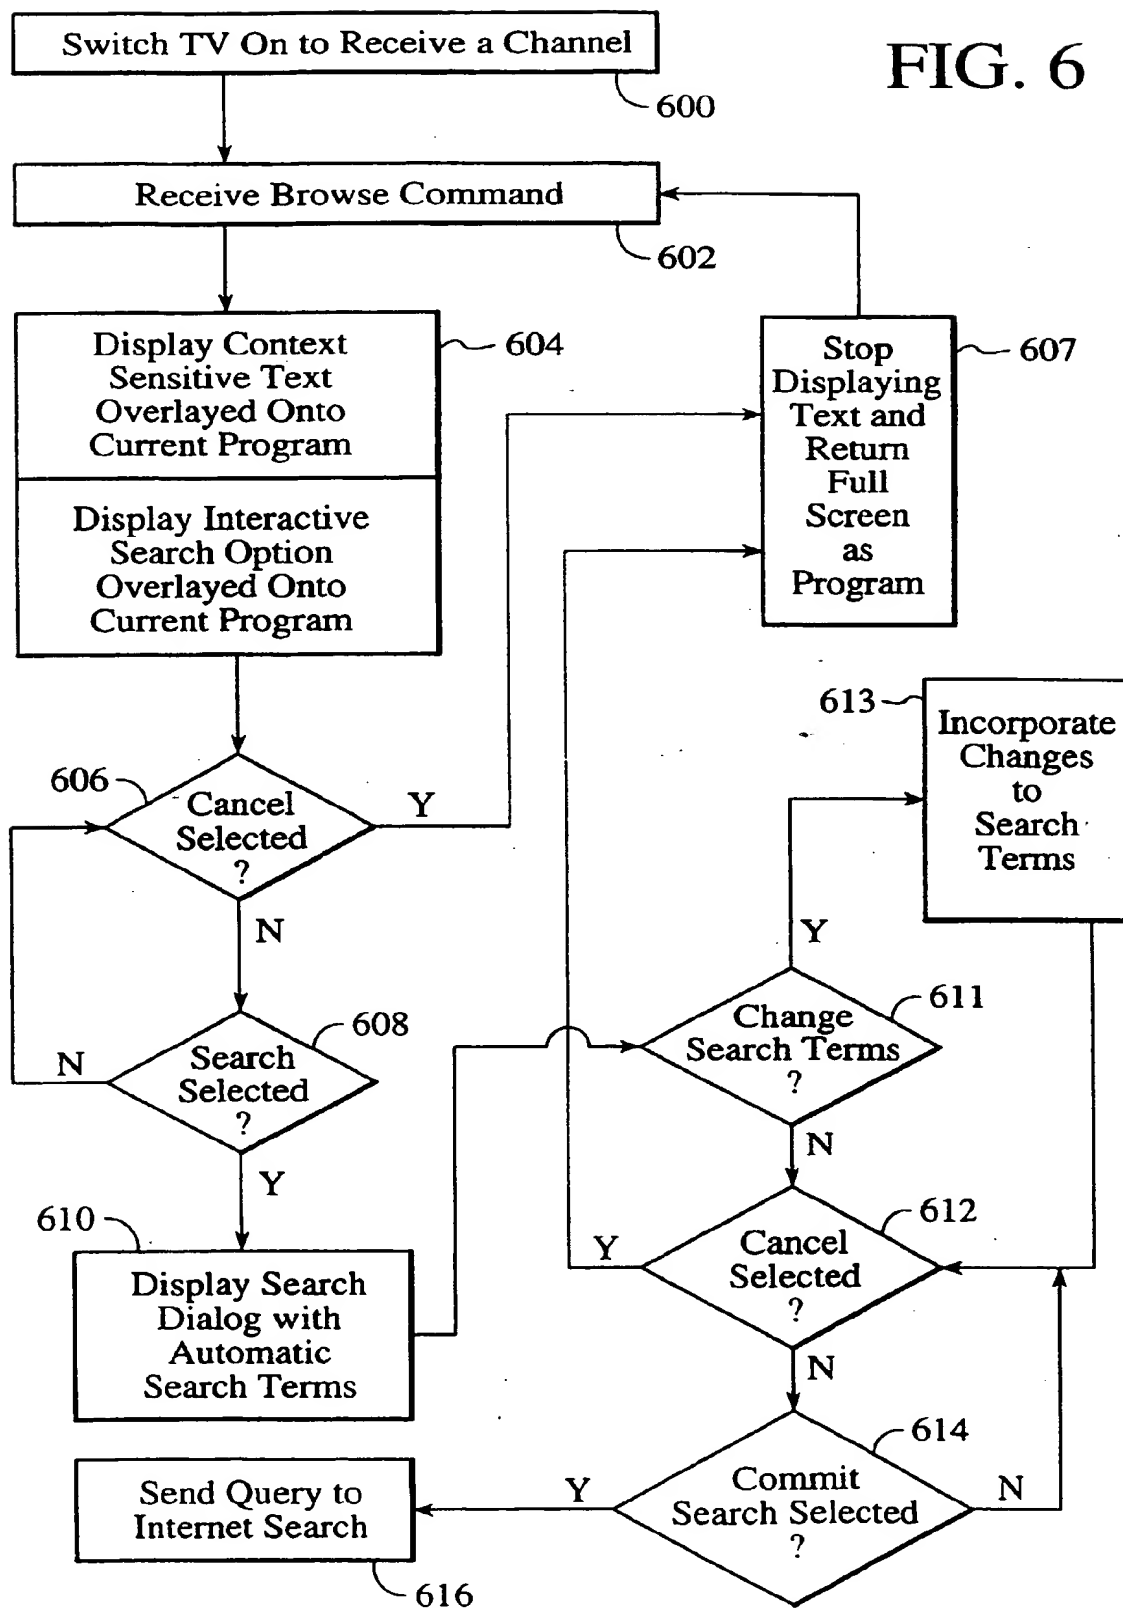 Switch TV On to Receive a Channel
FIG. 6
600
Receive Browse Command
602
Display Context
Sensitive Text
Overlayed Onto
Current Program
604
Display Interactive
Search Option
Overlayed Onto
Current Program
Stop
Displaying
Text and
Return
Full
Screen
as
Program
607
606
Cancel
Selected
?
Y
N
608
Search
Selected
?
N
Y
610
Display Search
Dialog with
Automatic
Search Terms
613
Incorporate
Changes
to
Search
Terms
Y
611
Change
Search Terms
?
N
612
Cancel
Selected
?
Y
N
614
Commit
Search Selected
?
Y
N
Send Query to
Internet Search
616